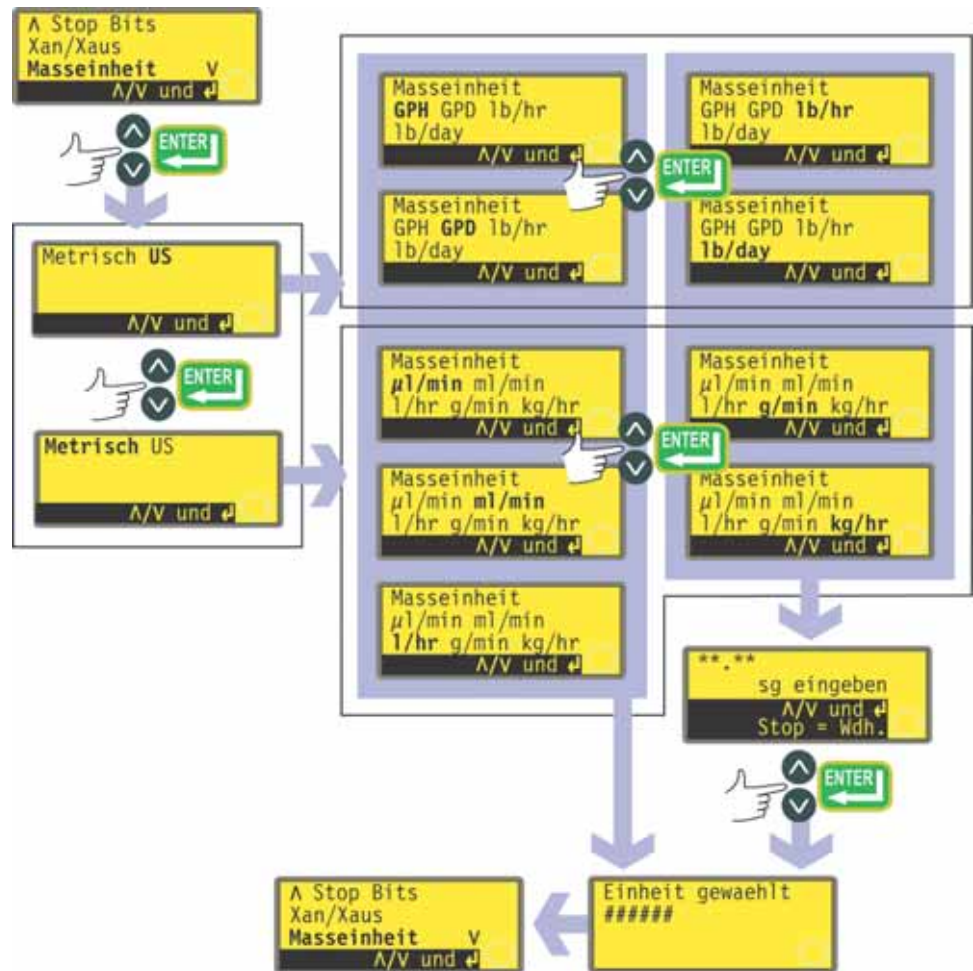 Λ Stop Bits
Xan/Xaus
Masseinheit V
Λ/V und ↲
ENTER
Metrisch US
Λ/V und ↲
ENTER
Metrisch US
Λ/V und ↲
Masseinheit
GPH GPD lb/hr
lb/day
Λ/V und ↲
Masseinheit
GPH GPD lb/hr
lb/day
Λ/V und ↲
ENTER
Masseinheit
GPH GPD lb/hr
lb/day
Λ/V und ↲
Masseinheit
GPH GPD lb/hr
lb/day
Λ/V und ↲
Masseinheit
µl/min ml/min
l/hr g/min kg/hr
Λ/V und ↲
Masseinheit
µl/min ml/min
l/hr g/min kg/hr
Λ/V und ↲
ENTER
Masseinheit
µl/min ml/min
l/hr g/min kg/hr
Λ/V und ↲
Masseinheit
µl/min ml/min
l/hr g/min kg/hr
Λ/V und ↲
Masseinheit
µl/min ml/min
l/hr g/min kg/hr
Λ/V und ↲
**.**
sg eingeben
Λ/V und ↲
Stop = Wdh.
ENTER
Einheit gewaehlt
######
Λ Stop Bits
Xan/Xaus
Masseinheit V
Λ/V und ↲